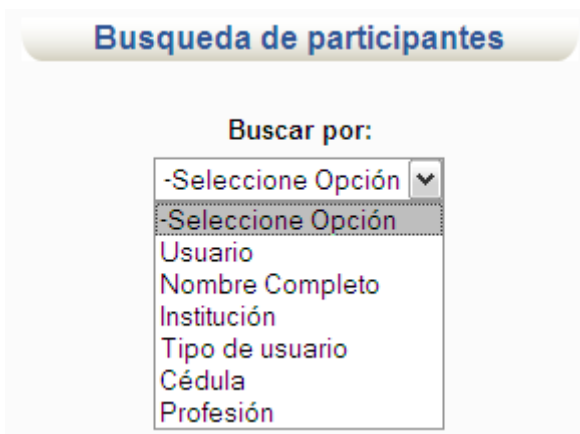 Busqueda de participantes
Buscar por:
-Seleccione Opción
-Seleccione Opción
Usuario
Nombre Completo
Institución
Tipo de usuario
Cédula
Profesión